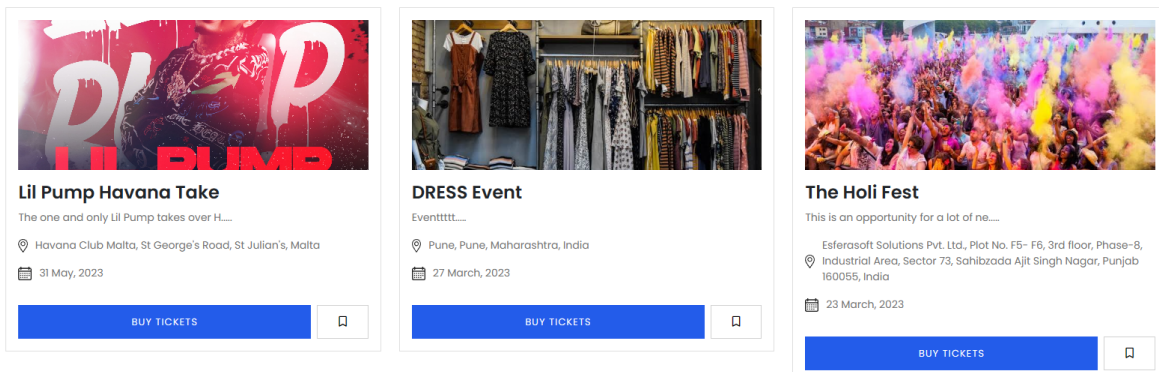 PUMP
LIL PUMP
Lil Pump Havana Take
The one and only Lil Pump takes over H.....
Havana Club Malta, St George's Road, St Julian's, Malta
31 May, 2023
BUY TICKETS
DRESS Event
Eventtttt.....
Pune, Pune, Maharashtra, India
27 March, 2023
BUY TICKETS
The Holi Fest
This is an opportunity for a lot of ne.....
Esferasoft Solutions Pvt. Ltd., Plot No. F5- F6, 3rd floor, Phase-8,
Industrial Area, Sector 73, Sahibzada Ajit Singh Nagar, Punjab
160055, India
23 March, 2023
BUY TICKETS